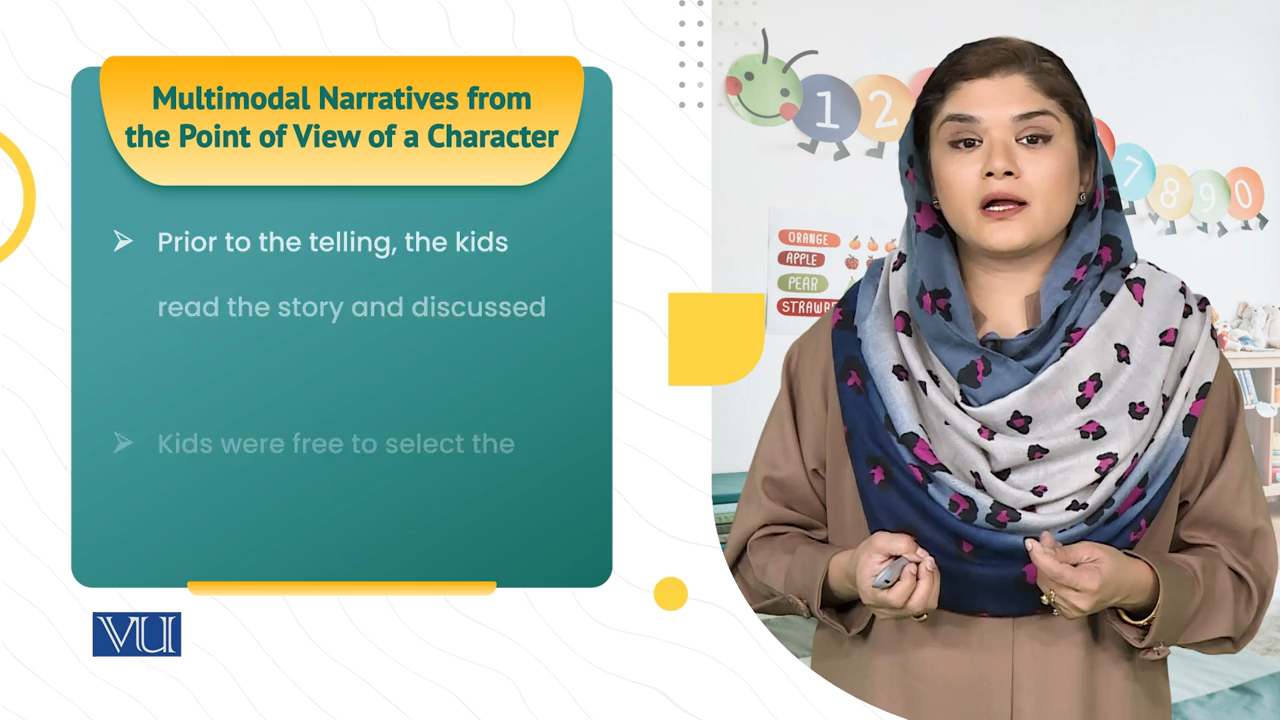 Multimodal Narratives from
the Point of View of a Character
➢ Prior to the telling, the kids
read the story and discussed
➢ Kids were free to select the
VU
1 2
7 8 9 0
ORANGE
APPLE
PEAR